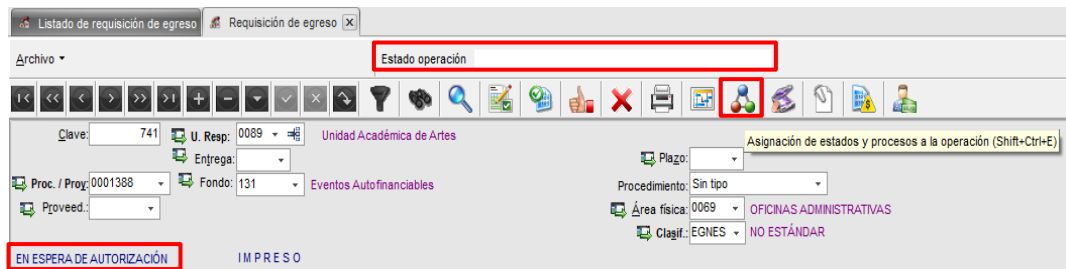 Listado de requisición de egreso Requisición de egreso X
Archivo Estado operación
Clave: 741 U. Resp: 0089 Unidad Académica de Artes
Asignación de estados y procesos a la operación (Shift+Ctrl+E)
Entrega: Plazo:
Proc. / Proy: 0001388 Fondo: 131 Eventos Autofinanciables Procedimiento: Sin tipo
Proveed.: Área física: 0069 OFICINAS ADMINISTRATIVAS
Clasif.: EGNES NO ESTÁNDAR
EN ESPERA DE AUTORIZACIÓN IMPRESO